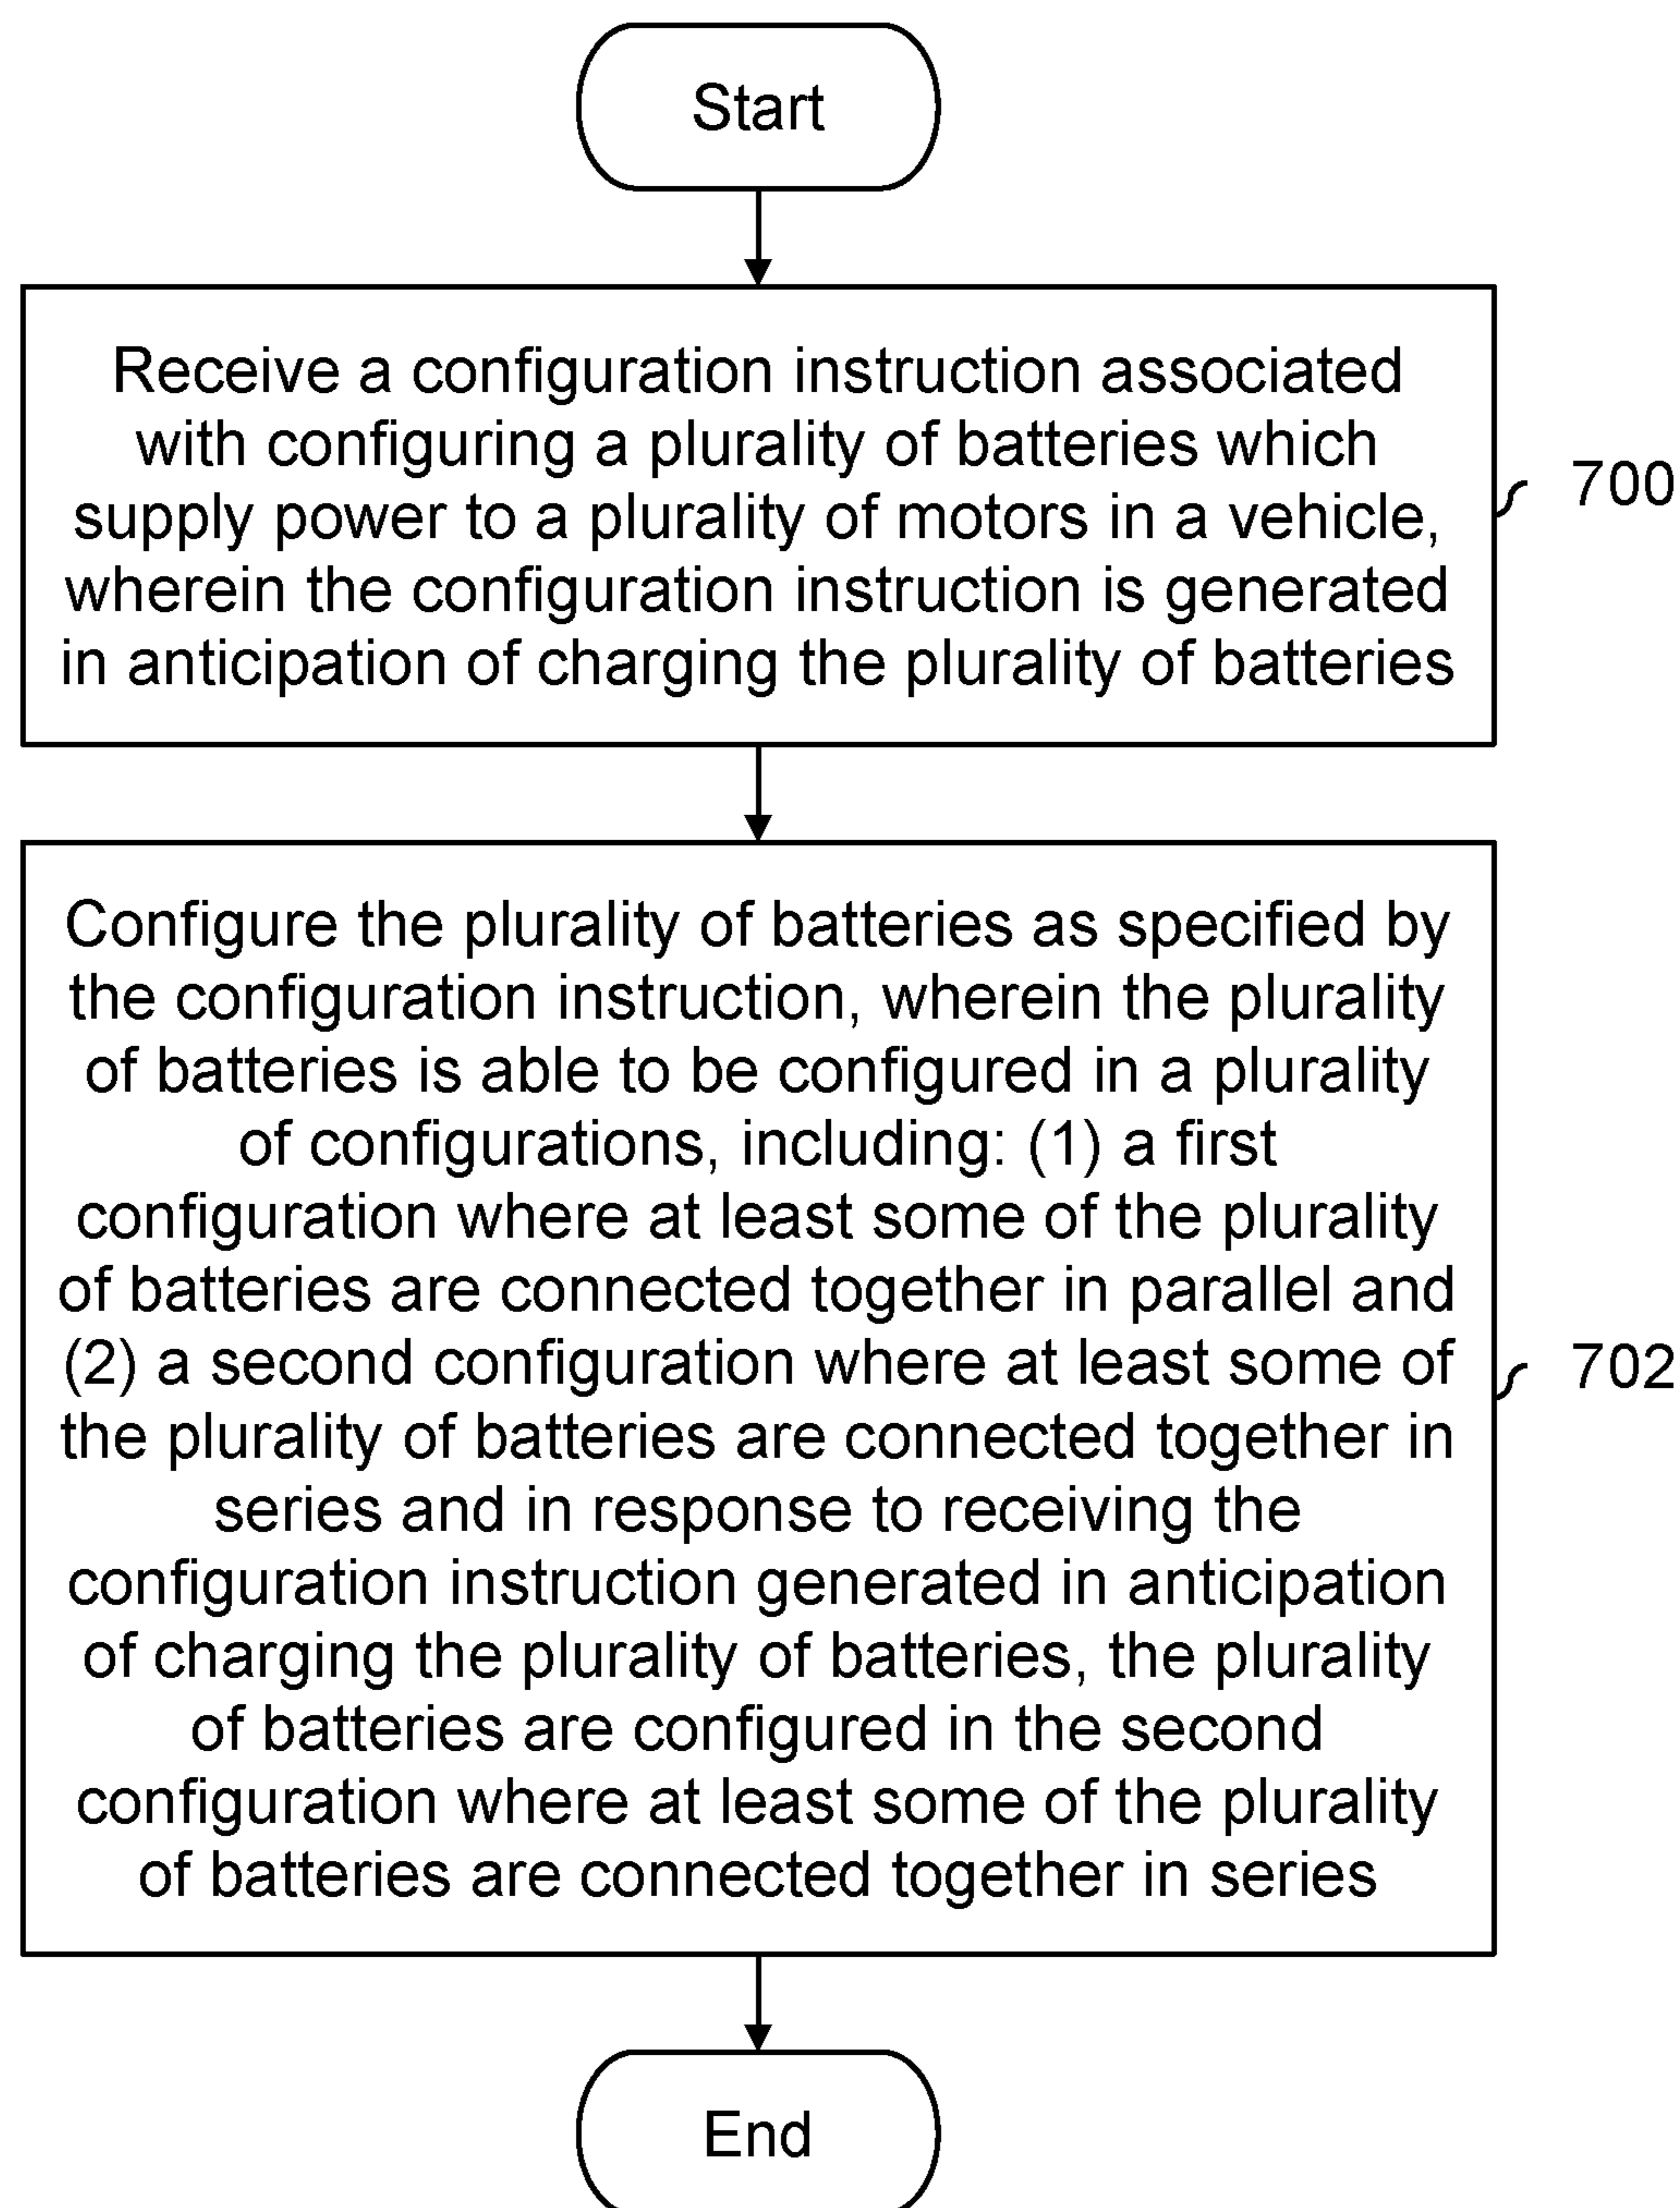 Start
Receive a configuration instruction associated
with configuring a plurality of batteries which
supply power to a plurality of motors in a vehicle,
wherein the configuration instruction is generated
in anticipation of charging the plurality of batteries
700
Configure the plurality of batteries as specified by
the configuration instruction, wherein the plurality
of batteries is able to be configured in a plurality
of configurations, including: (1) a first
configuration where at least some of the plurality
of batteries are connected together in parallel and
(2) a second configuration where at least some of
the plurality of batteries are connected together in
series and in response to receiving the
configuration instruction generated in anticipation
of charging the plurality of batteries, the plurality
of batteries are configured in the second
configuration where at least some of the plurality
of batteries are connected together in series
702
End